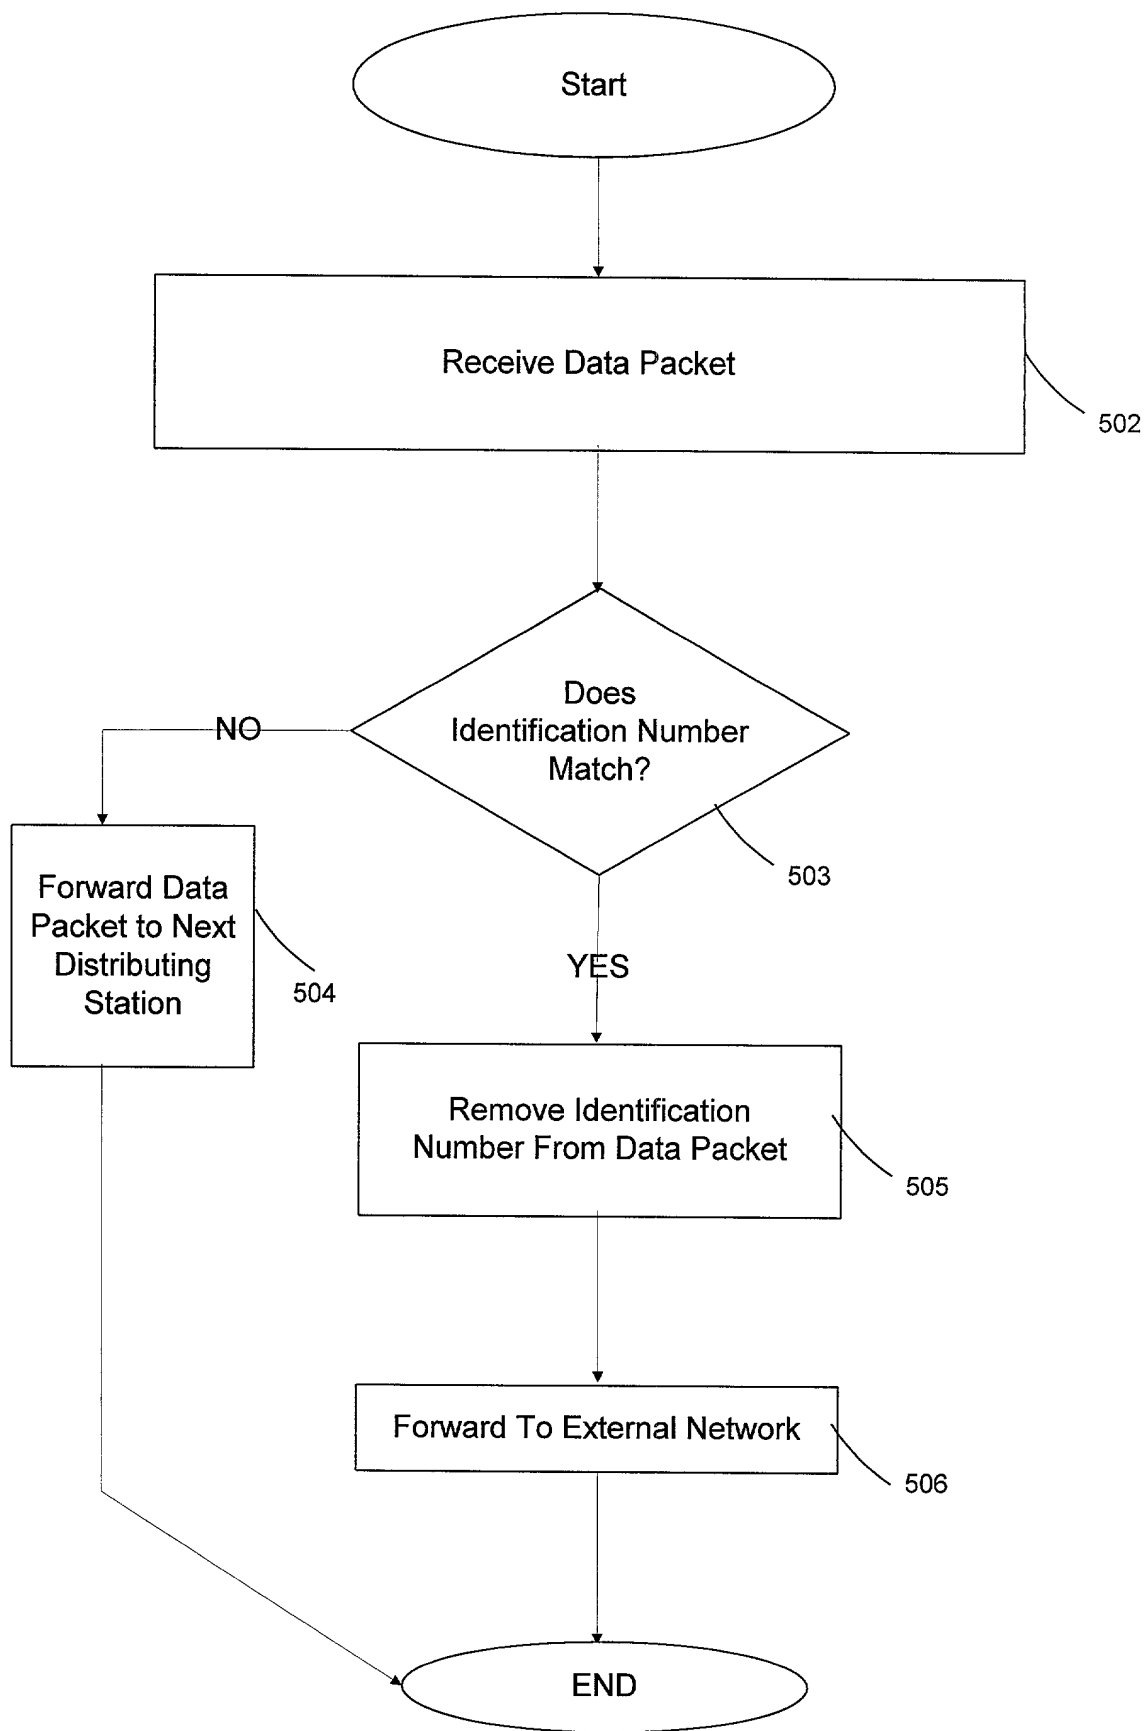 Start
Receive Data Packet
502
Does
Identification Number
Match?
NO
503
Forward Data
Packet to Next
Distributing
Station
504
YES
Remove Identification
Number From Data Packet
505
Forward To External Network
506
END